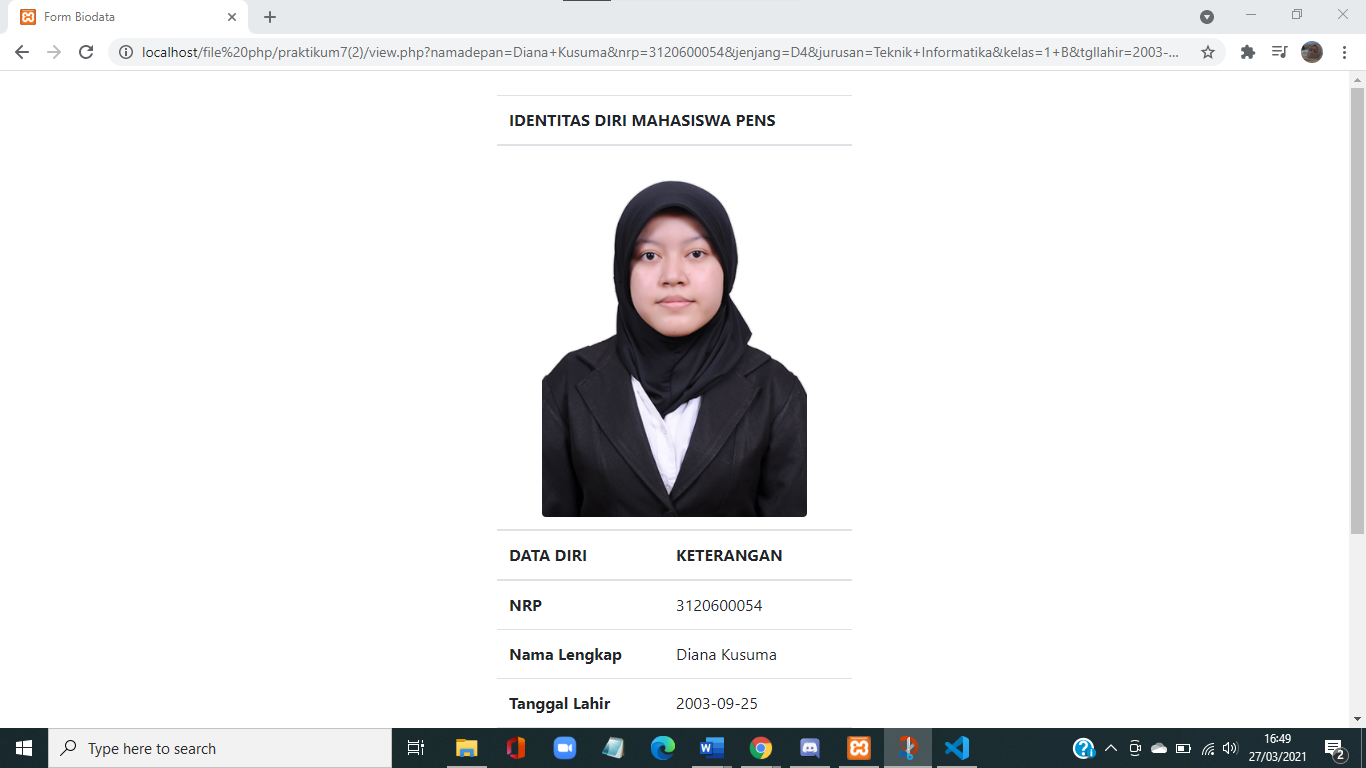 Form Biodata
localhost/file%20php/praktikum7(2)/view.php?namadepan=Diana+Kusuma&nrp=3120600054&jenjang=D4&jurusan=Teknik+Informatika&kelas=1+B&tgllahir=2003-...
IDENTITAS DIRI MAHASISWA PENS
DATA DIRI KETERANGAN
NRP 3120600054
Nama Lengkap Diana Kusuma
Tanggal Lahir 2003-09-25
Type here to search
16:49
27/03/2021
2